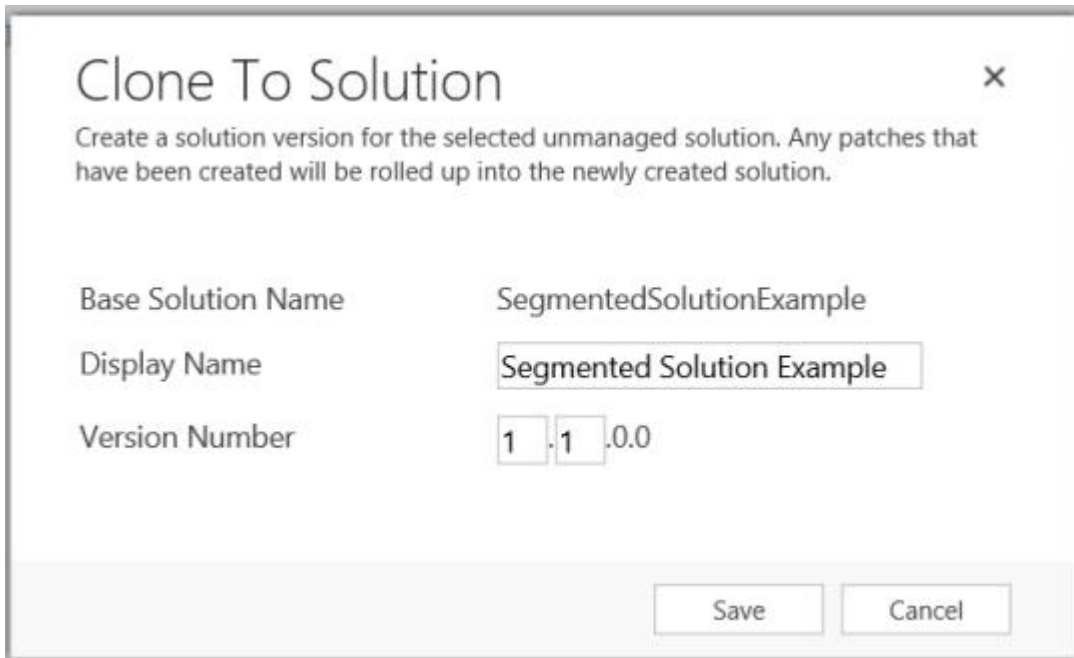 Clone To Solution
Create a solution version for the selected unmanaged solution. Any patches that
have been created will be rolled up into the newly created solution.
Base Solution Name SegmentedSolutionExample
Display Name Segmented Solution Example
Version Number 1.1.0.0
Save Cancel